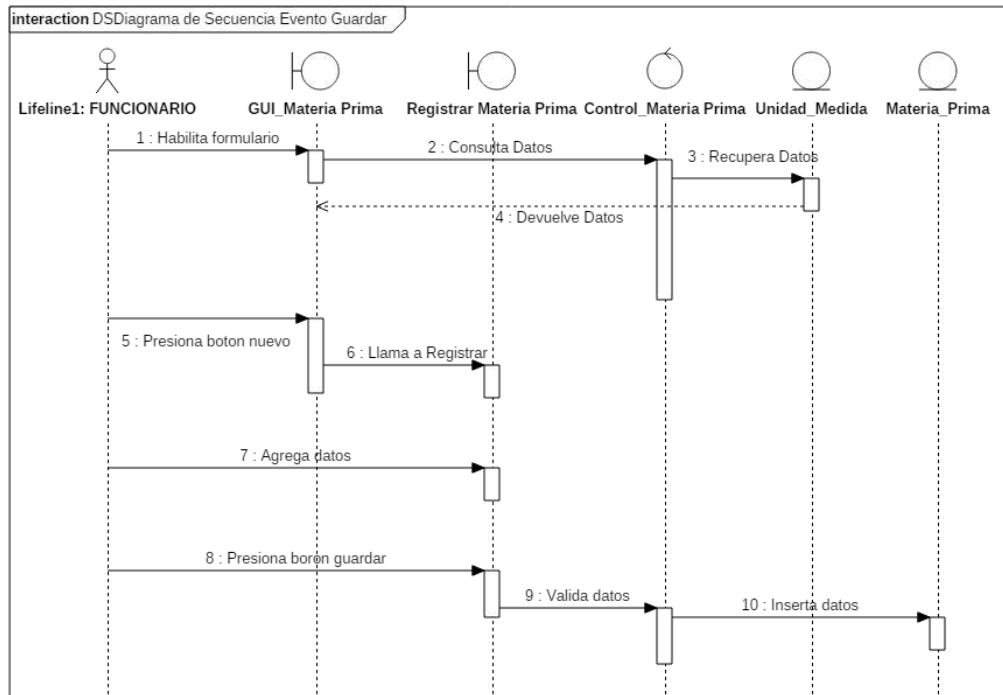 interaction DSDiagrama de Secuencia Evento Guardar
Lifeline1: FUNCIONARIO
GUI_Materia Prima
Registrar Materia Prima
Control_Materia Prima
Unidad_Medida
Materia_Prima
1 : Habilita formulario
2 : Consulta Datos
3 : Recupera Datos
4 : Devuelve Datos
5 : Presiona boton nuevo
6 : Llama a Registrar
7 : Agrega datos
8 : Presiona boron guardar
9 : Valida datos
10 : Inserta datos